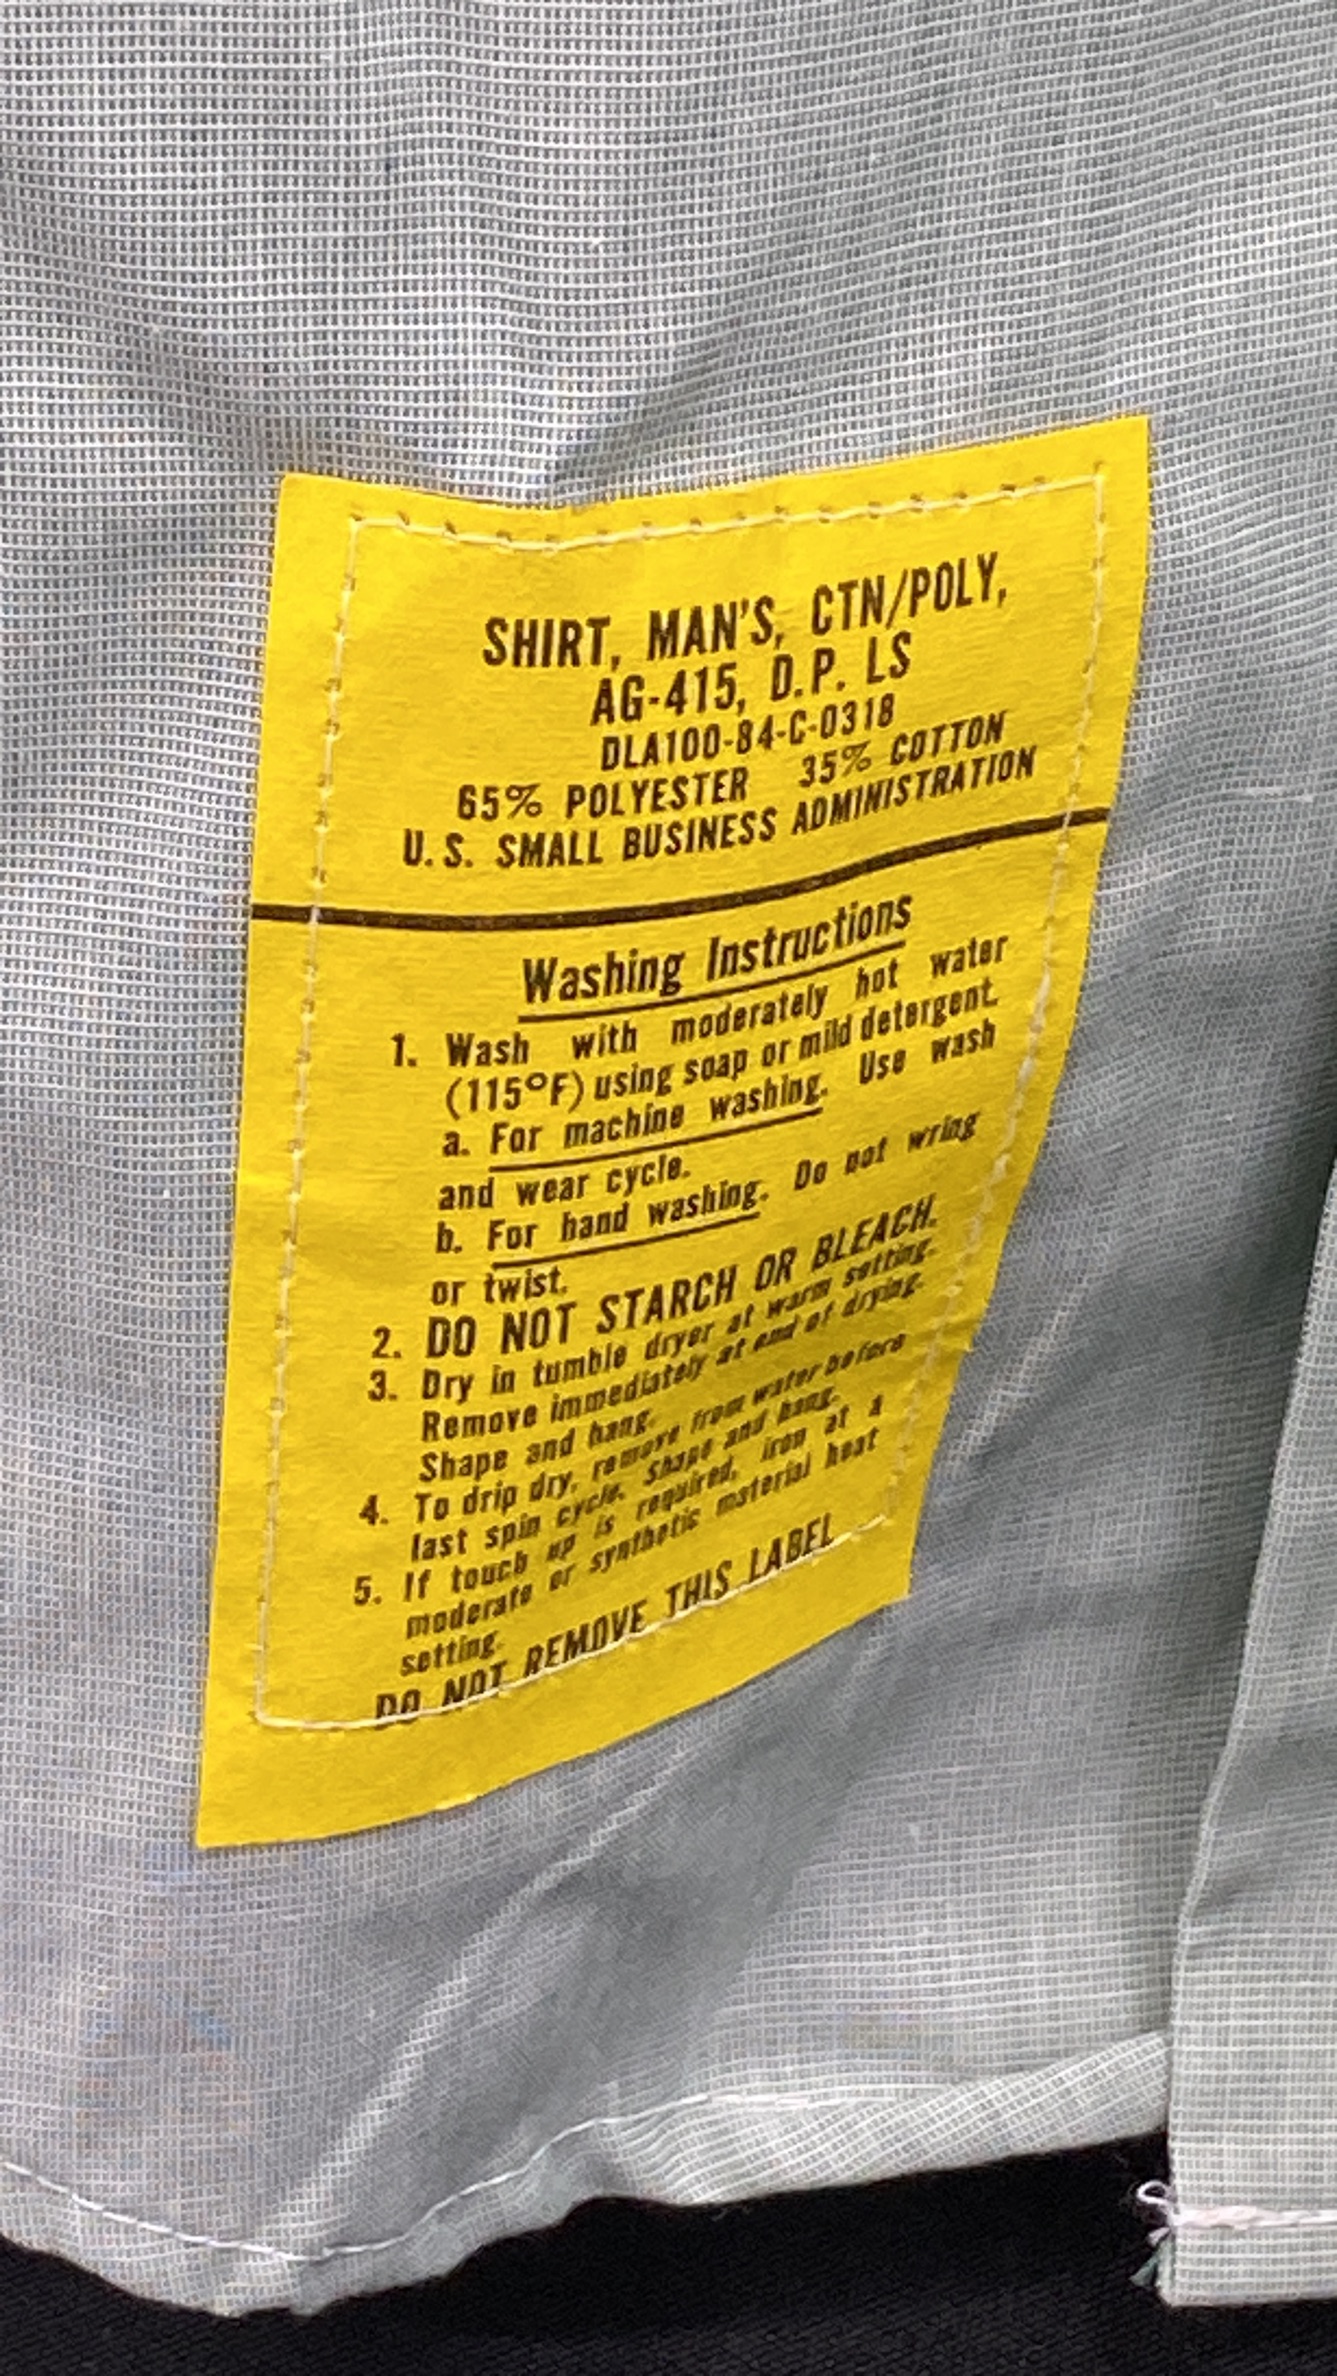 SHIRT, MAN'S, CTN/POLY,
AG-415, D.P. LS
DLA100-84-C-0318
65% POLYESTER 35% COTTON
U.S. SMALL BUSINESS ADMINISTRATION
Washing Instructions
1. Wash with moderately hot water
(115°F) using soap or mild detergent.
a. For machine washing. Use wash
and wear cycle.
b. For hand washing. Do not wring
or twist.
2. DO NOT STARCH OR BLEACH.
3. Dry in tumble dryer at warm setting.
Remove immediately at end of drying.
Shape and hang.
4. To drip dry, remove from water before
last spin cycle. Shape and hang.
5. If touch up is required, iron at a
moderate or synthetic material heat
setting.
DO NOT REMOVE THIS LABEL